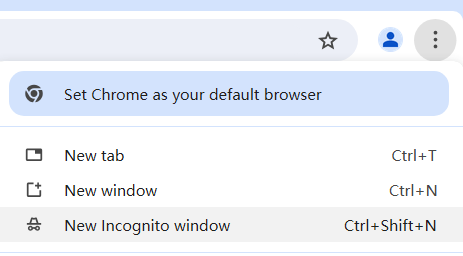 Set Chrome as your default browser
New tab Ctrl+T
New window Ctrl+N
New Incognito window Ctrl+Shift+N